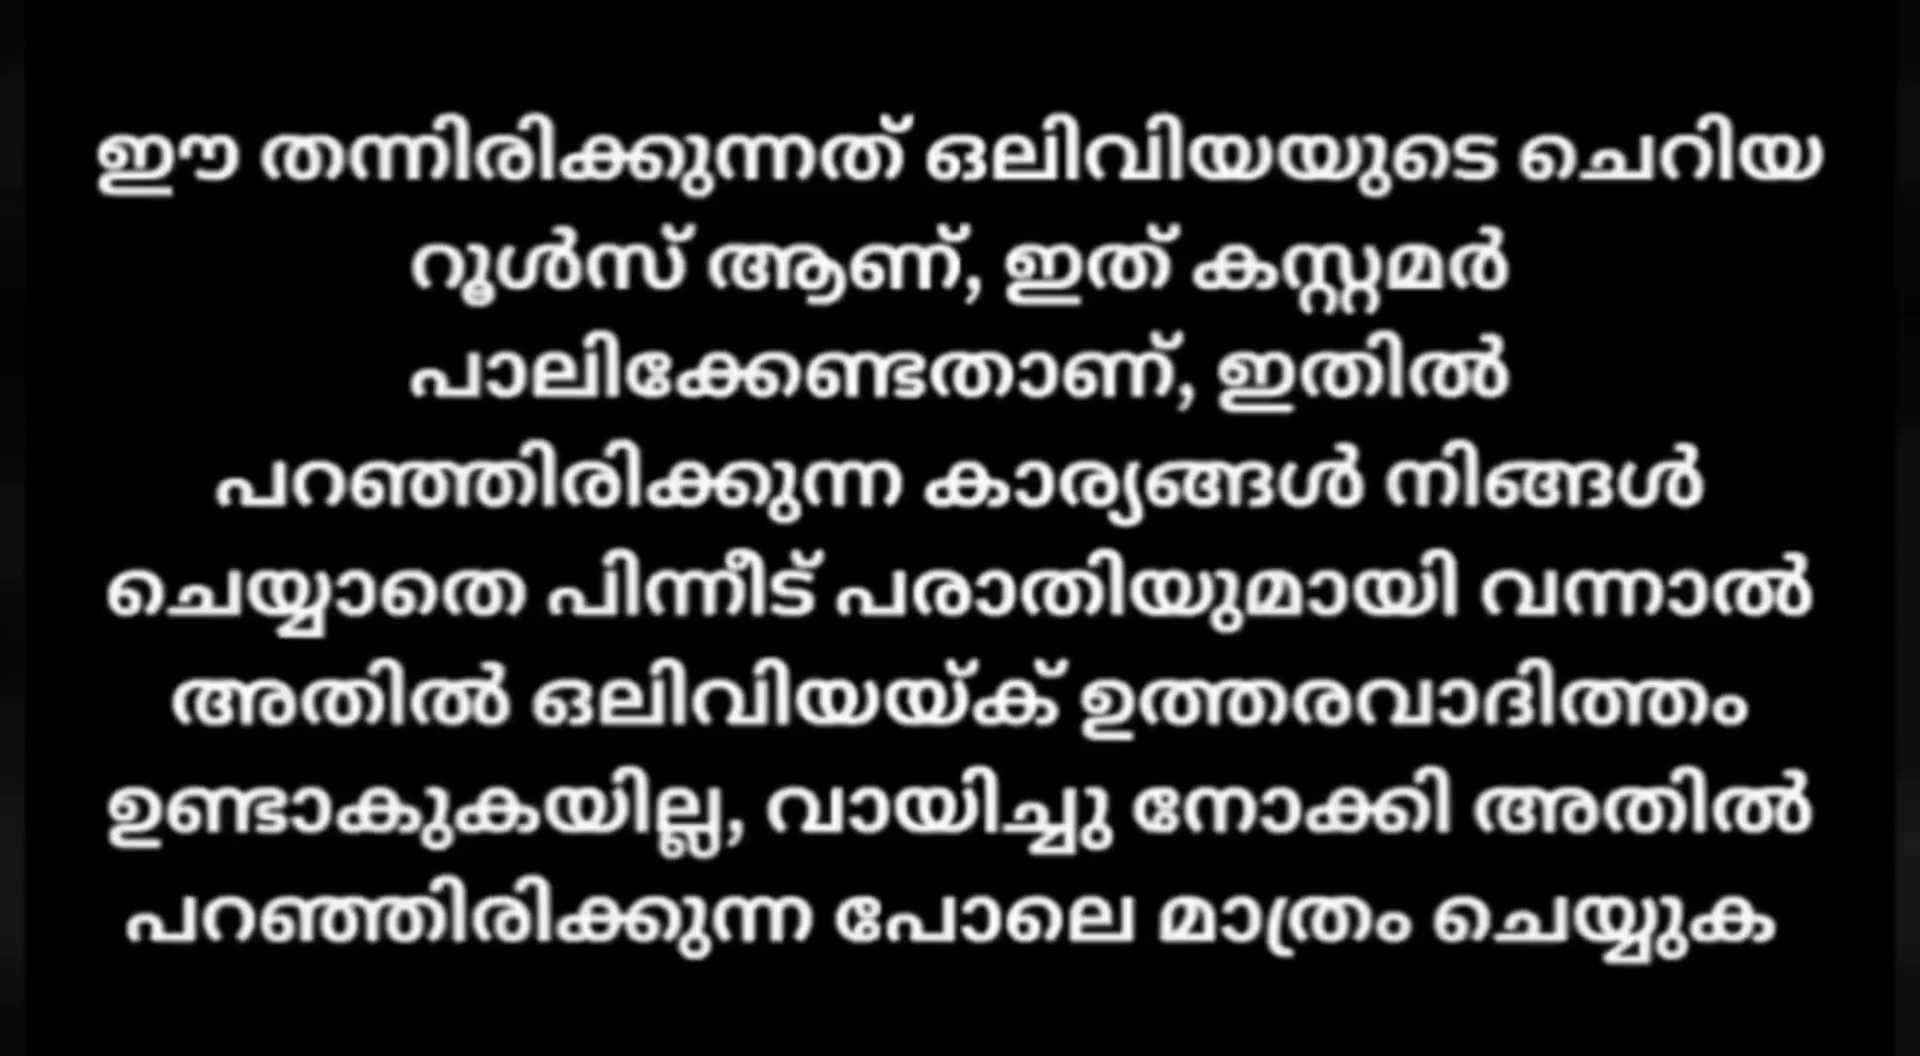 ഈ തന്നിരിക്കുന്നത് ഒലിവിയയുടെ ചെറിയ
റൂൾസ് ആണ്, ഇത് കസ്റ്റമർ
പാലിക്കേണ്ടതാണ്, ഇതിൽ
പറഞ്ഞിരിക്കുന്ന കാര്യങ്ങൾ നിങ്ങൾ
ചെയ്യാതെ പിന്നീട് പരാതിയുമായി വന്നാൽ
അതിൽ ഒലിവിയയ്ക് ഉത്തരവാദിത്തം
ഉണ്ടാകുകയില്ല, വായിച്ചു നോക്കി അതിൽ
പറഞ്ഞിരിക്കുന്ന പോലെ മാത്രം ചെയ്യുക